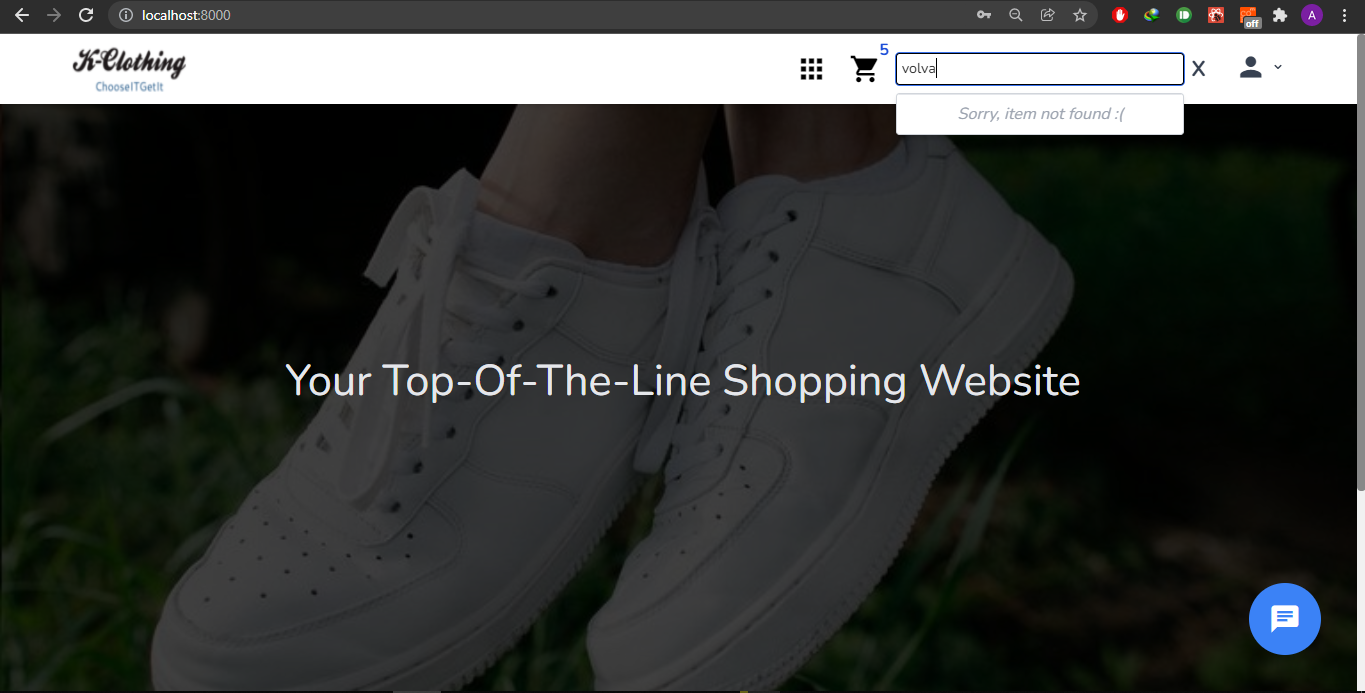 localhost:8000
A
off
K-Clothing
ChooseITGetIt
5
volva
X
Sorry, item not found :(
Your Top-Of-The-Line Shopping Website